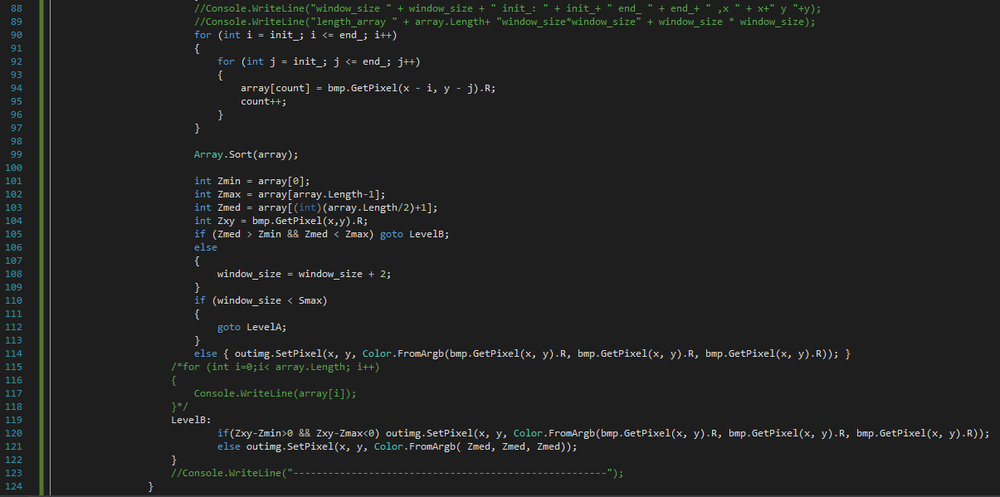 88 //Console.WriteLine("window_size " + window_size + " init_: " + init_+ " end_ " + end_+ " ,x " + x+" y "+y);
89 //Console.WriteLine("length_array " + array.Length+ "window_size*window_size" + window_size * window_size);
90 for (int i = init_; i <= end_; i++)
91 {
92 for (int j = init_; j <= end_; j++)
93 {
94 array[count] = bmp.GetPixel(x - i, y - j).R;
95 count++;
96 }
97 }
98
99 Array.Sort(array);
100
101 int Zmin = array[0];
102 int Zmax = array[array.Length-1];
103 int Zmed = array[(int)(array.Length/2)+1];
104 int Zxy = bmp.GetPixel(x,y).R;
105 if (Zmed > Zmin && Zmed < Zmax) goto LevelB;
106 else
107 {
108 window_size = window_size + 2;
109 }
110 if (window_size < Smax)
111 {
112 goto LevelA;
113 }
114 else { outimg.SetPixel(x, y, Color.FromArgb(bmp.GetPixel(x, y).R, bmp.GetPixel(x, y).R, bmp.GetPixel(x, y).R)); }
115 /*for (int i=0;i< array.Length; i++)
116 {
117 Console.WriteLine(array[i]);
118 }*/
119 LevelB:
120 if(Zxy-Zmin>0 && Zxy-Zmax<0) outimg.SetPixel(x, y, Color.FromArgb(bmp.GetPixel(x, y).R, bmp.GetPixel(x, y).R, bmp.GetPixel(x, y).R));
121 else outimg.SetPixel(x, y, Color.FromArgb( Zmed, Zmed, Zmed));
122 }
123 //Console.WriteLine("------------------------------------------------------");
124 }